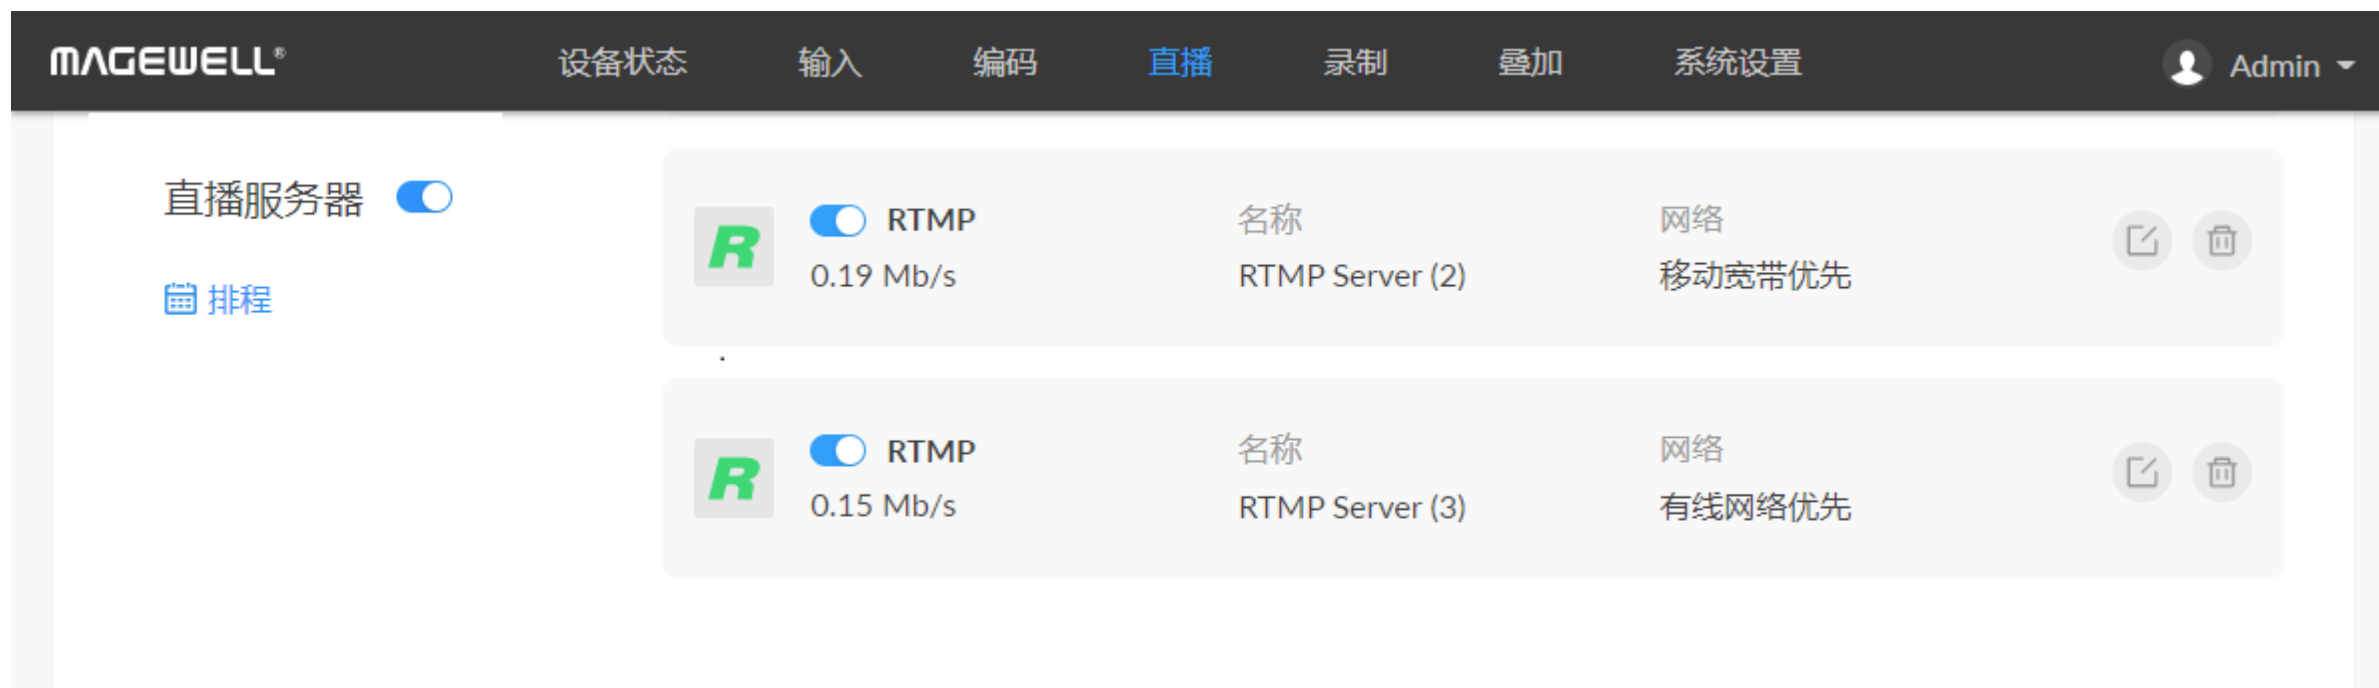 MAGEWELL®
设备状态 输入 编码 直播 录制 叠加 系统设置 Admin
直播服务器
排程
R RTMP 名称 网络
0.19 Mb/s RTMP Server (2) 移动宽带优先
R RTMP 名称 网络
0.15 Mb/s RTMP Server (3) 有线网络优先